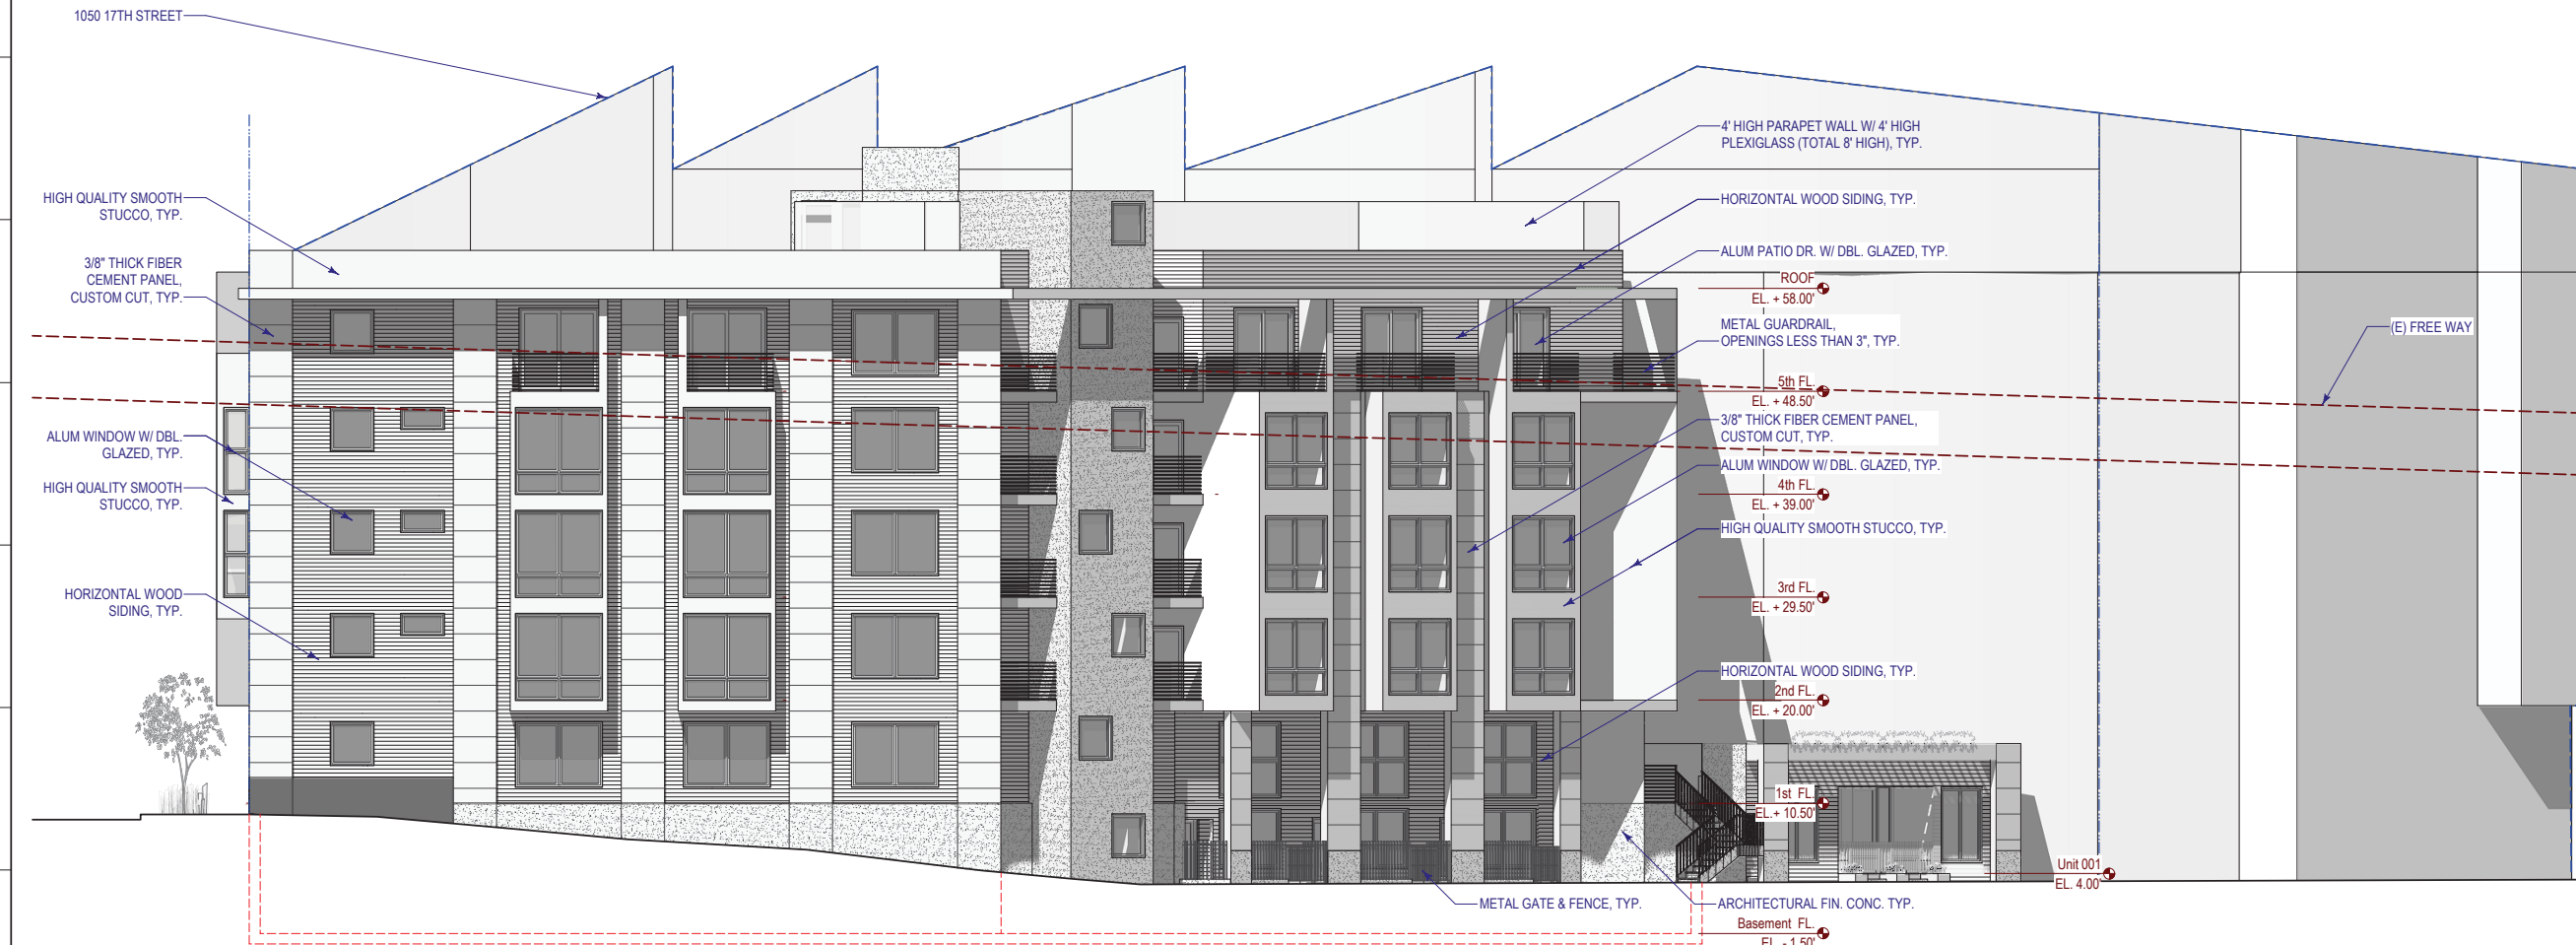 1050 17TH STREET
HIGH QUALITY SMOOTH
STUCCO, TYP.
3/8" THICK FIBER
CEMENT PANEL,
CUSTOM CUT, TYP.
ALUM WINDOW W/ DBL.
GLAZED, TYP.
HIGH QUALITY SMOOTH
STUCCO, TYP.
HORIZONTAL WOOD
SIDING, TYP.
4' HIGH PARAPET WALL W/ 4' HIGH
PLEXIGLASS (TOTAL 8' HIGH), TYP.
HORIZONTAL WOOD SIDING, TYP.
ALUM PATIO DR. W/ DBL. GLAZED, TYP.
ROOF
EL. + 58.00'
METAL GUARDRAIL,
OPENINGS LESS THAN 3", TYP.
(E) FREE WAY
5th FL.
EL. + 48.50'
3/8" THICK FIBER CEMENT PANEL,
CUSTOM CUT, TYP.
ALUM WINDOW W/ DBL. GLAZED, TYP.
4th FL.
EL. + 39.00'
HIGH QUALITY SMOOTH STUCCO, TYP.
3rd FL.
EL. + 29.50'
HORIZONTAL WOOD SIDING, TYP.
2nd FL.
EL. + 20.00'
1st FL.
EL.+ 10.50'
Unit 001
EL. 4.00'
METAL GATE & FENCE, TYP.
ARCHITECTURAL FIN. CONC. TYP.
Basement FL.
EL. - 1.50'